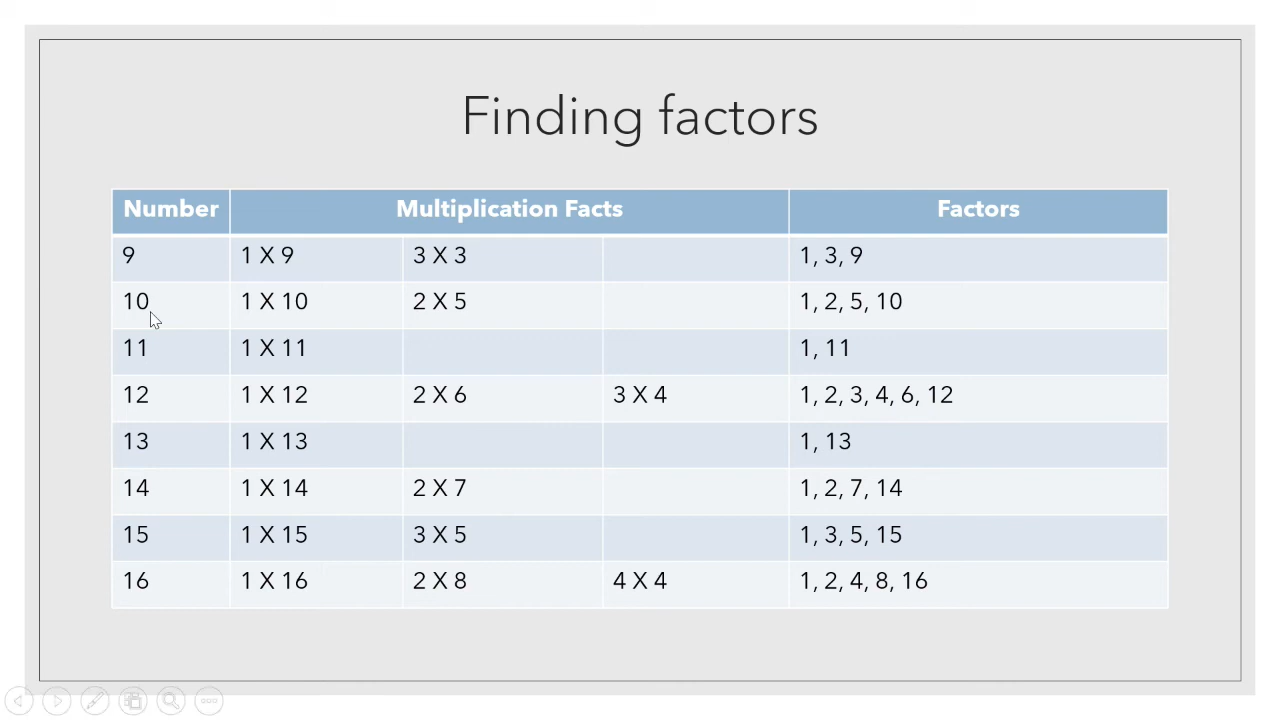 Finding factors
Number Multiplication Facts Factors
9 1 X 9 3 X 3 1, 3, 9
10 1 X 10 2 X 5 1, 2, 5, 10
11 1 X 11 1, 11
12 1 X 12 2 X 6 3 X 4 1, 2, 3, 4, 6, 12
13 1 X 13 1, 13
14 1 X 14 2 X 7 1, 2, 7, 14
15 1 X 15 3 X 5 1, 3, 5, 15
16 1 X 16 2 X 8 4 X 4 1, 2, 4, 8, 16